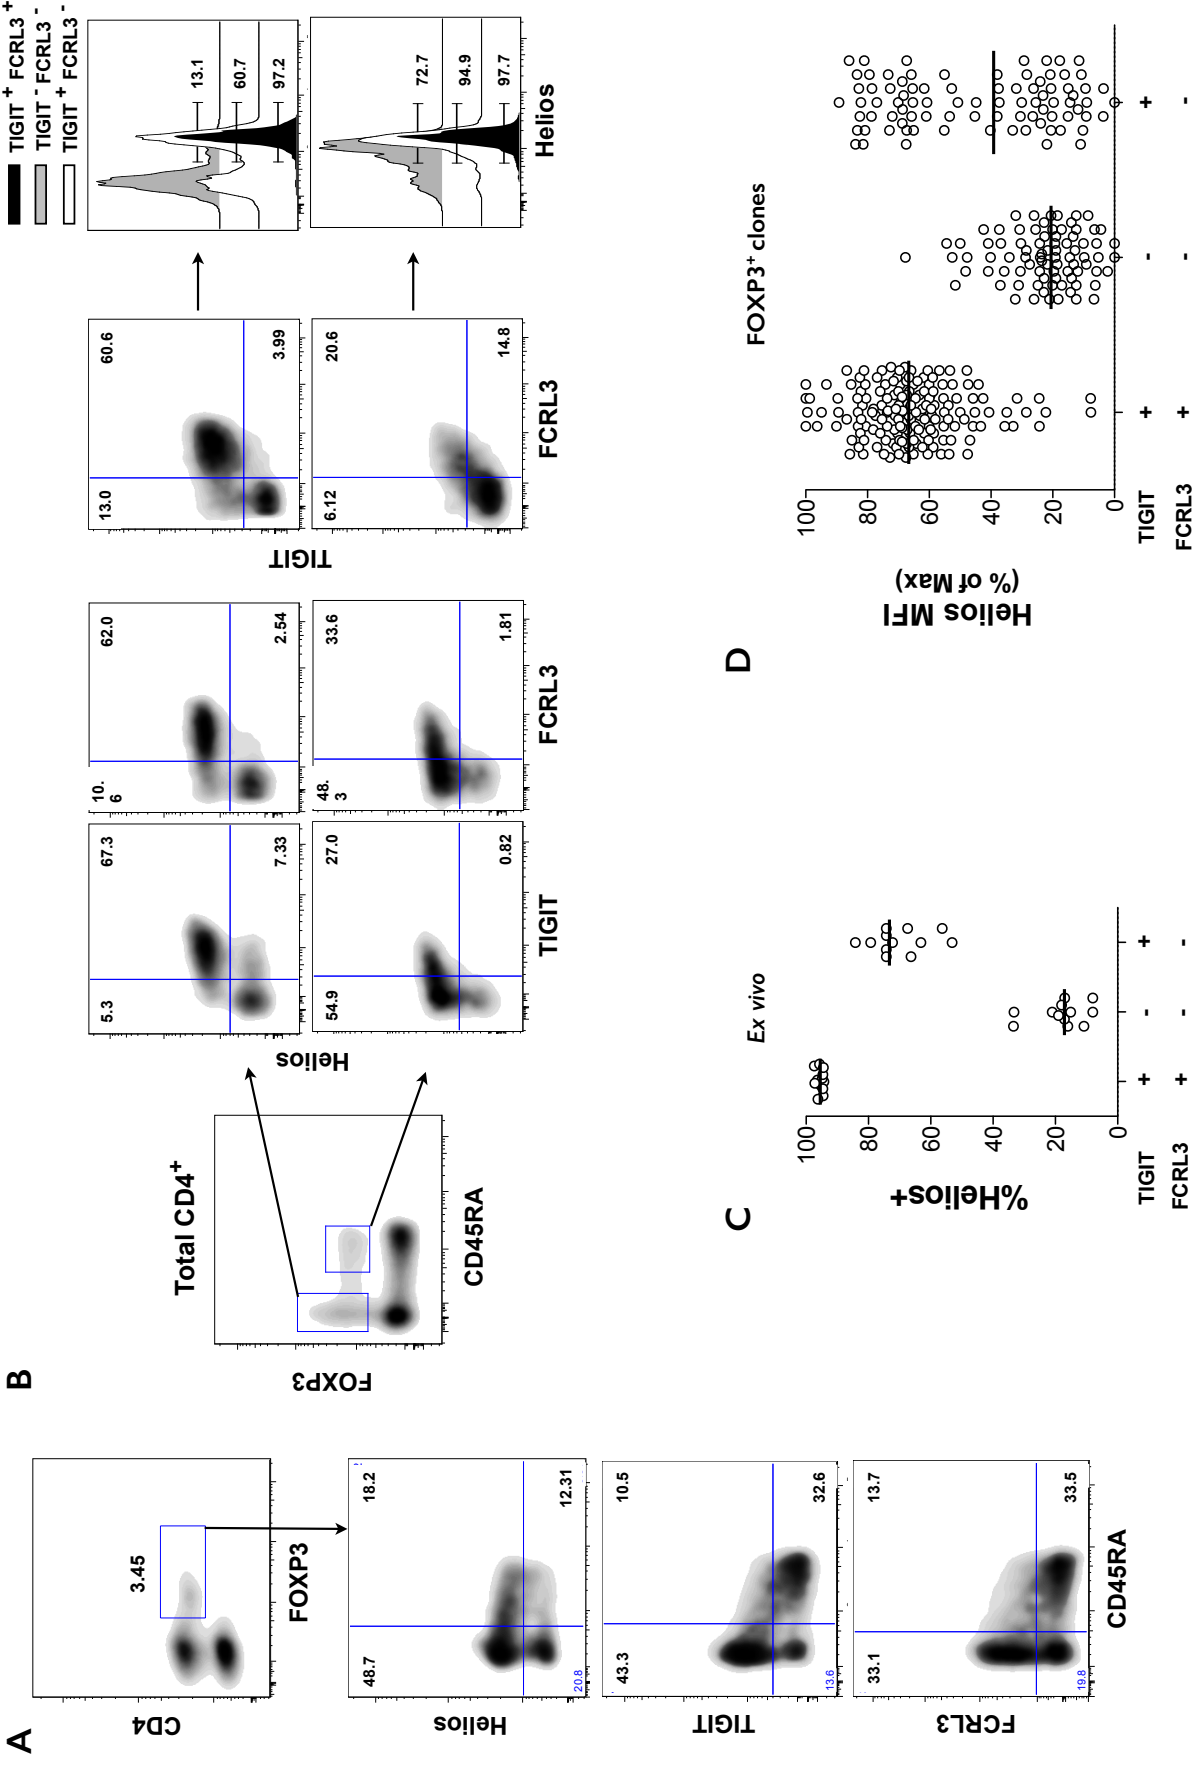 A
CD4
3.45
FOXP3
Helios
48.7
18.2
20.8
12.31
TIGIT
43.3
10.5
13.6
32.6
FCRL3
33.1
13.7
19.8
33.5
CD45RA
B
Total CD4+
FOXP3
CD45RA
Helios
5.3
67.3
7.33
10.
6
62.0
2.54
54.9
27.0
0.82
48.
3
33.6
1.81
TIGIT
FCRL3
TIGIT
13.0
60.6
3.99
6.12
20.6
14.8
FCRL3
TIGIT + FCRL3 +
TIGIT - FCRL3 -
TIGIT + FCRL3 -
13.1
60.7
97.2
72.7
94.9
97.7
Helios
C
Ex vivo
%Helios+
100
80
60
40
20
0
TIGIT + - +
FCRL3 + - -
D
FOXP3+ clones
Helios MFI
(% of Max)
100
80
60
40
20
0
TIGIT + - +
FCRL3 + - -